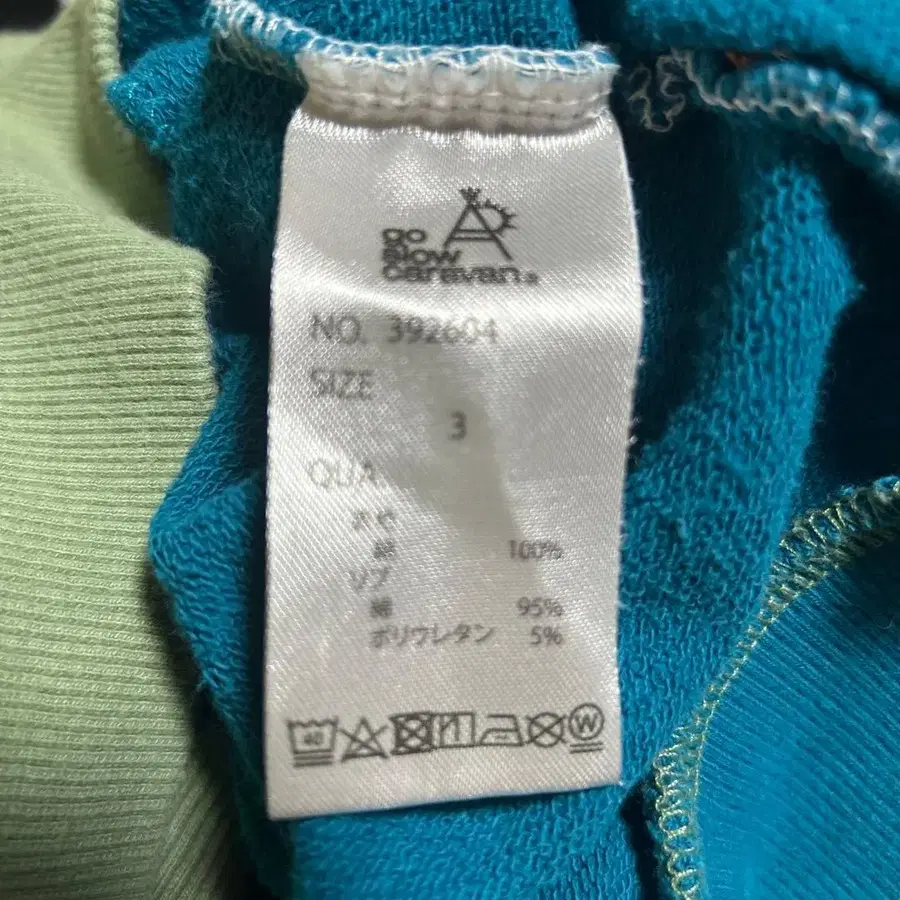 go
slow
caravan®
NO. 392604
SIZE
3
QUA
綿 100%
リブ
綿 95%
ポリウレタン 5%
40
W